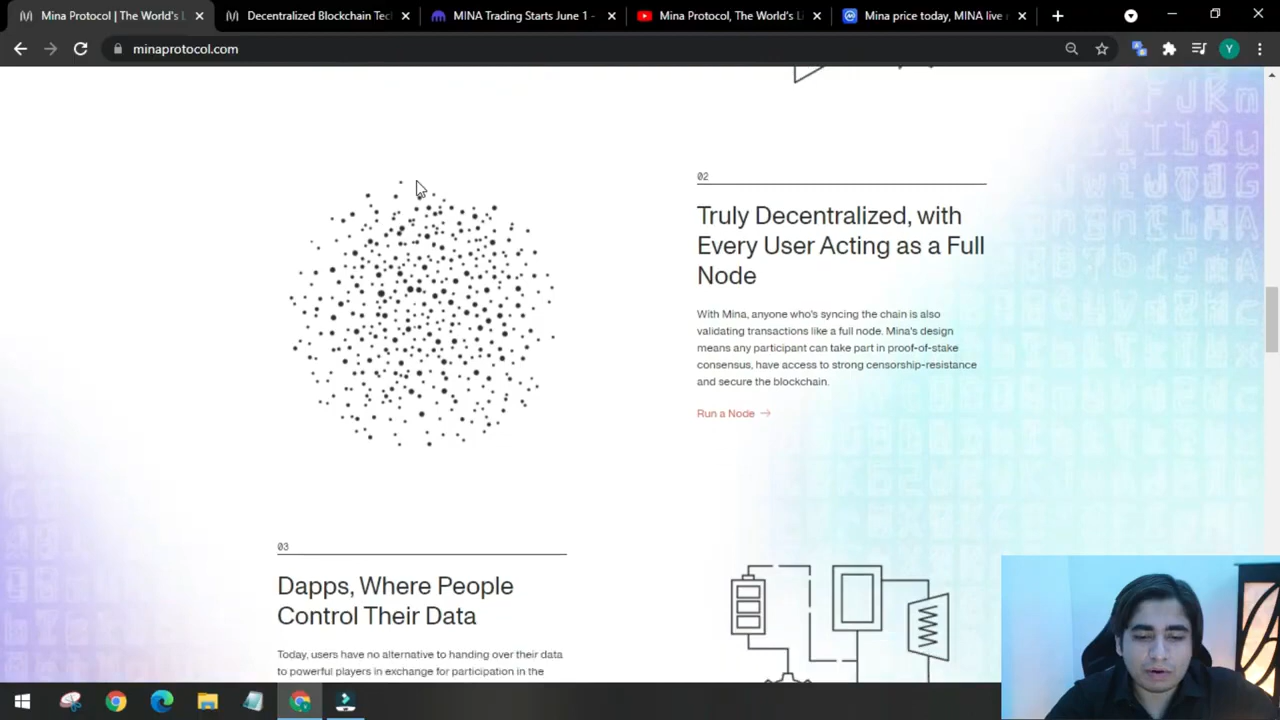 Mina Protocol | The World's L
Decentralized Blockchain Tec
MINA Trading Starts June 1 -
Mina Protocol, The World's Li
Mina price today, MINA live
minaprotocol.com
Y
02
Truly Decentralized, with
Every User Acting as a Full
Node
With Mina, anyone who's syncing the chain is also
validating transactions like a full node. Mina's design
means any participant can take part in proof-of-stake
consensus, have access to strong censorship-resistance
and secure the blockchain.
Run a Node →
03
Dapps, Where People
Control Their Data
Today, users have no alternative to handing over their data
to powerful players in exchange for participation in the